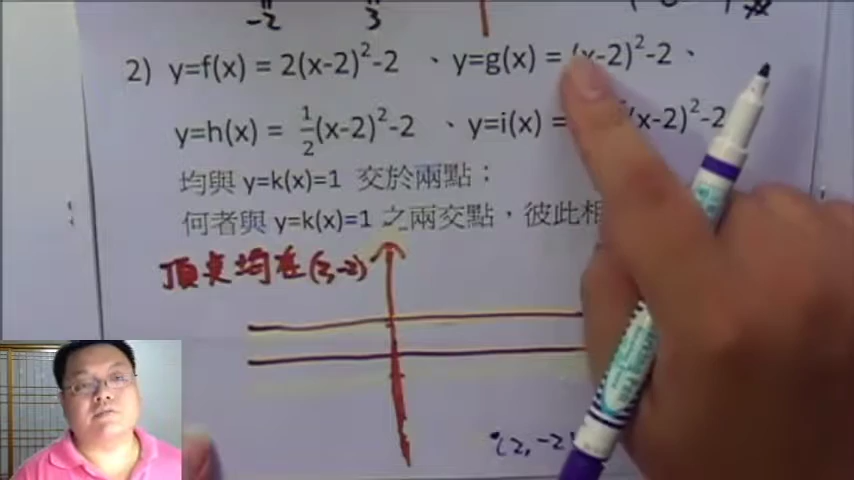 -2 3
2) y=f(x) = 2(x-2)²-2 、y=g(x) = (x-2)²-2、
y=h(x) = 1/2(x-2)²-2 、y=i(x) = (x-2)²-2
均與 y=k(x)=1 交於兩點：
何者與 y=k(x)=1 之兩交點，彼此相
頂點均在(2,-2)
(2,-2)